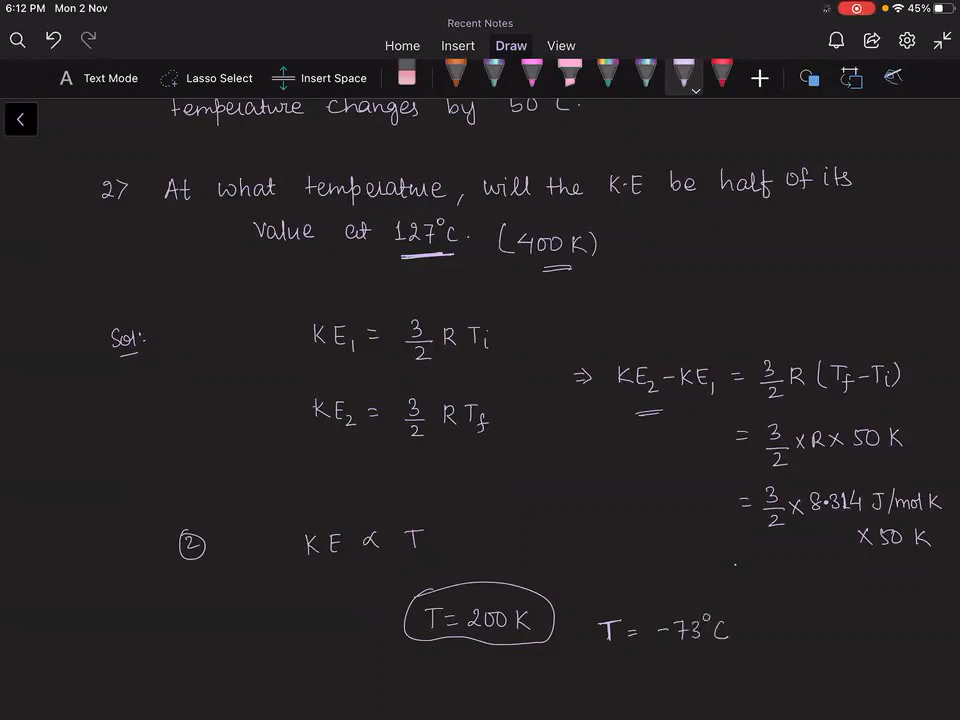 6:12 PM Mon 2 Nov
45%
Recent Notes
Home Insert Draw View
A Text Mode Lasso Select Insert Space
temperature changes by 50°C.
2> At what temperature, will the K.E be half of its
value at 127°C. (400 K)
Sol:
KE₁ = 3/2 R Ti
KE₂ = 3/2 R Tf
⇒ KE₂ - KE₁ = 3/2 R (Tf - Ti)
= 3/2 × R × 50 K
= 3/2 × 8.314 J/mol K
× 50 K
② KE ∝ T
T = 200 K
T = -73°C